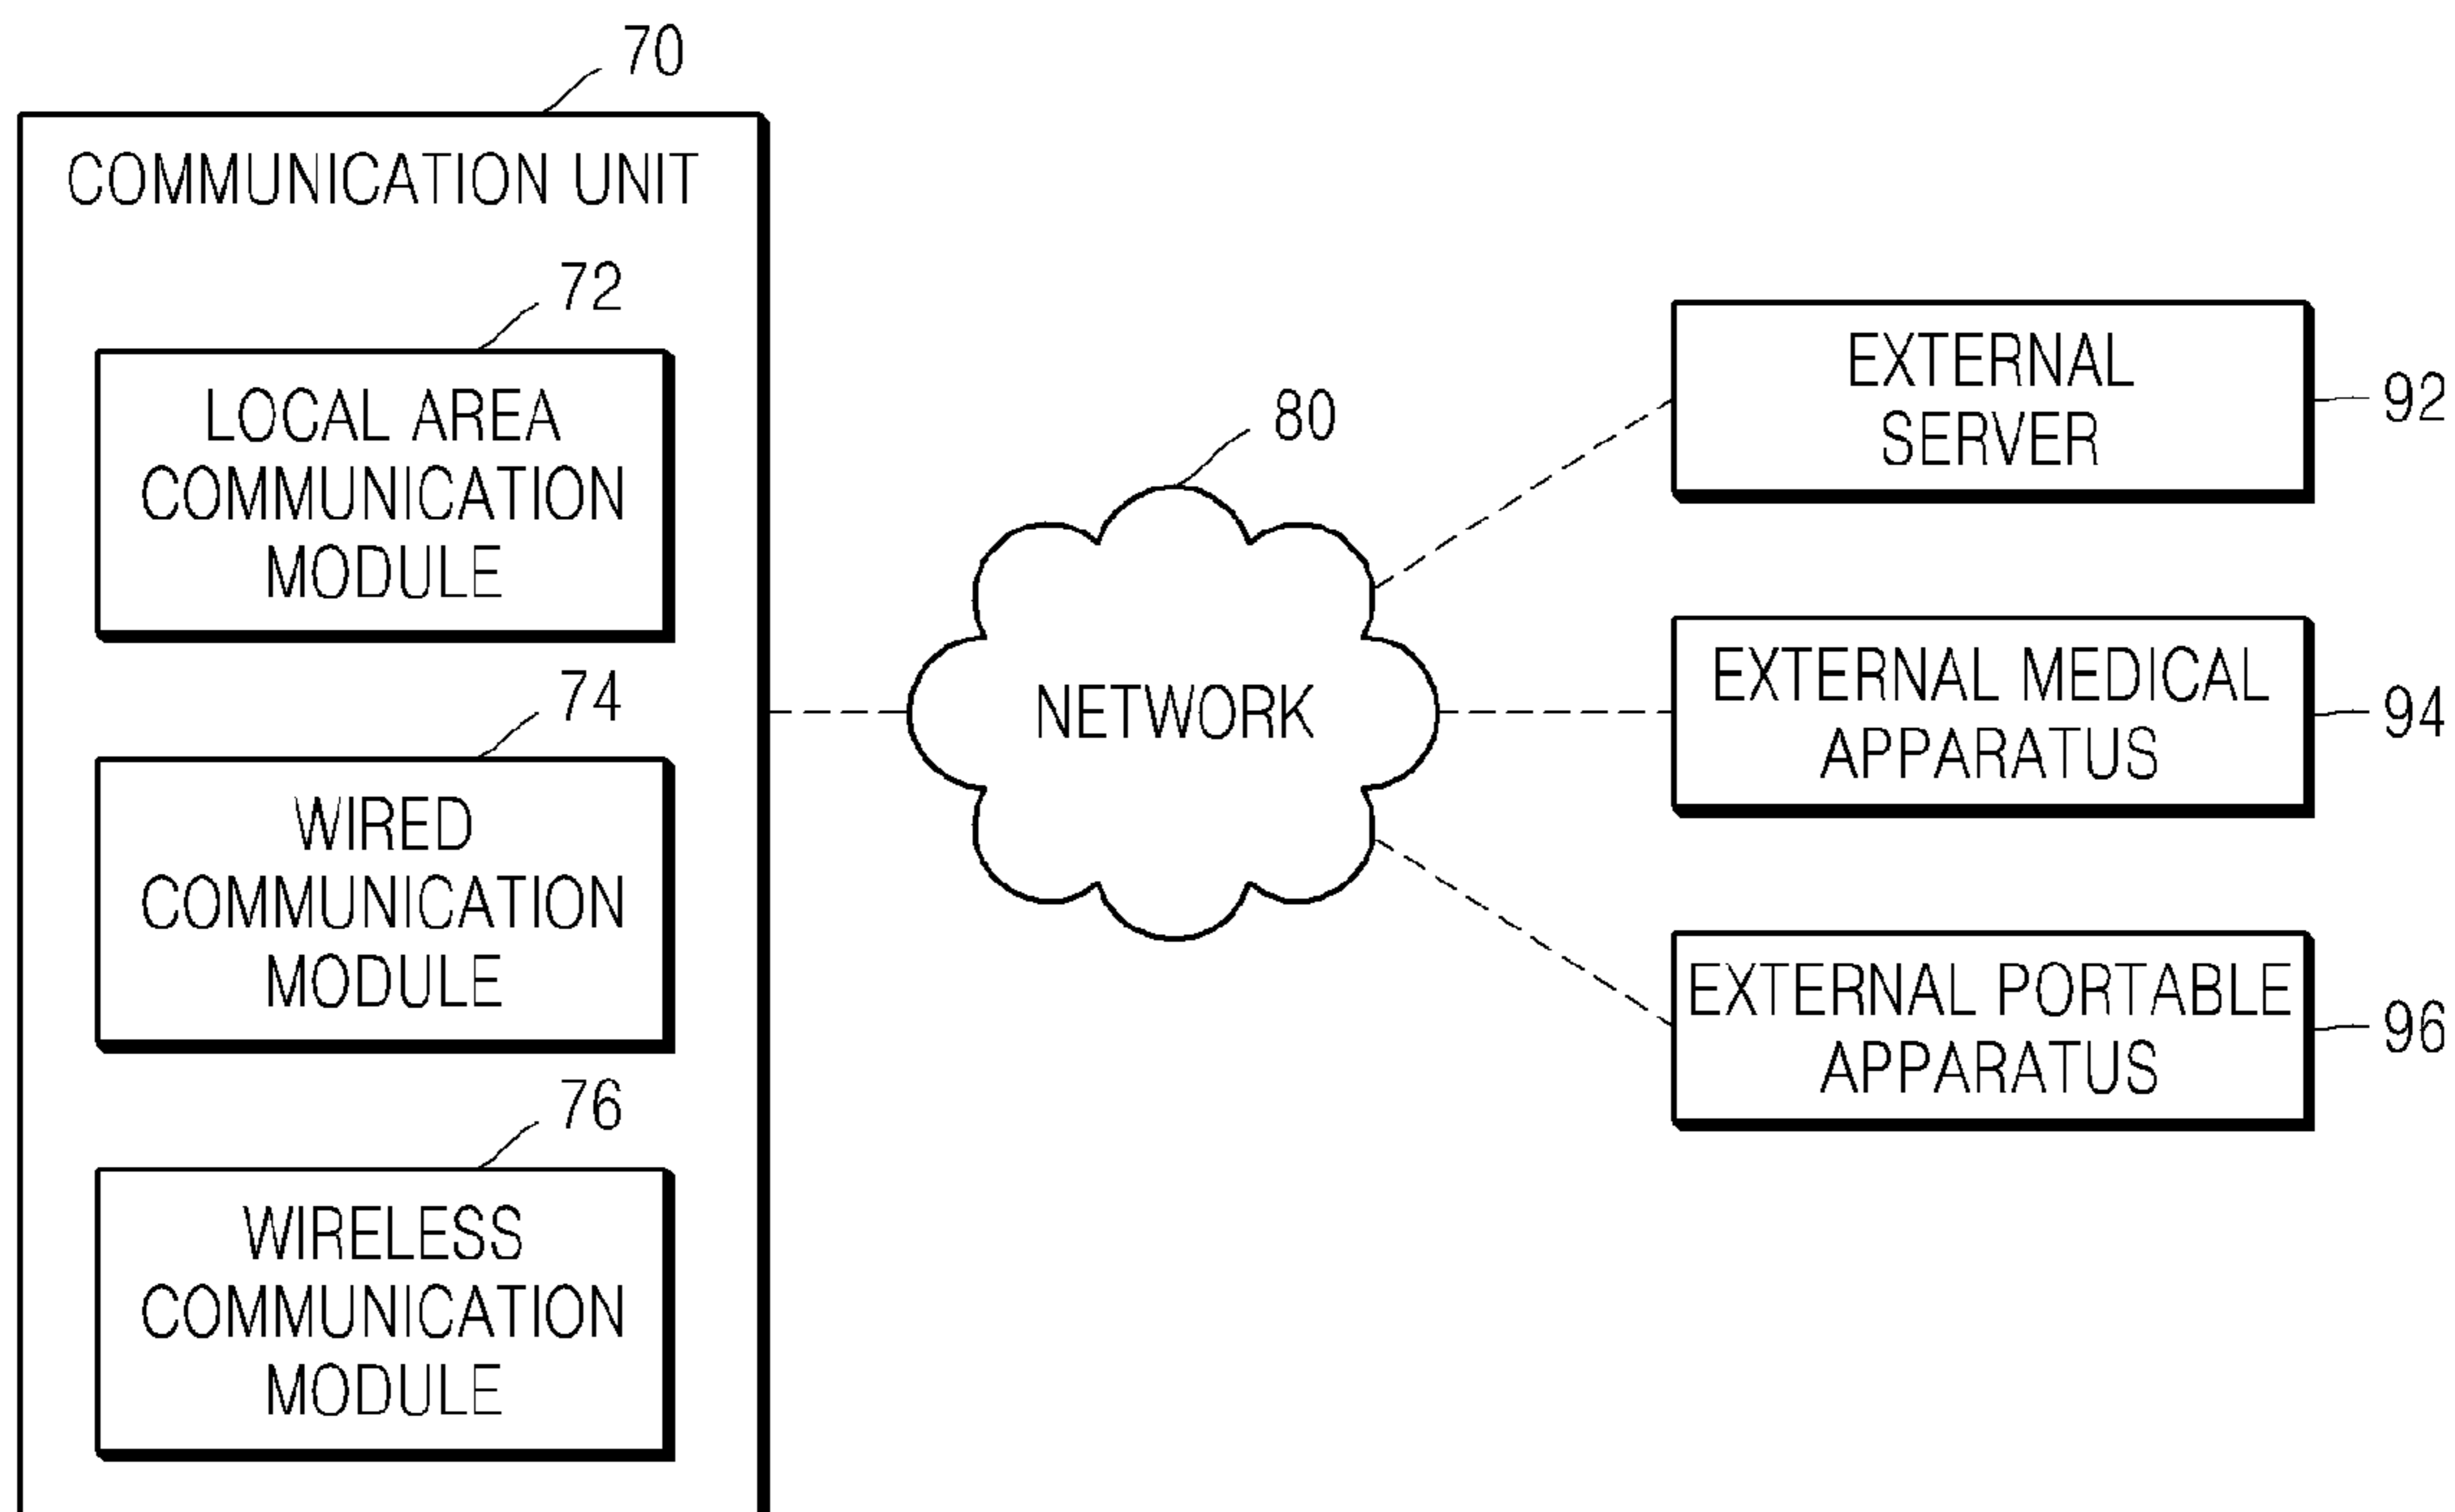 70
COMMUNICATION UNIT
72
LOCAL AREA
COMMUNICATION
MODULE
74
WIRED
COMMUNICATION
MODULE
76
WIRELESS
COMMUNICATION
MODULE
80
NETWORK
EXTERNAL
SERVER
92
EXTERNAL MEDICAL
APPARATUS
94
EXTERNAL PORTABLE
APPARATUS
96